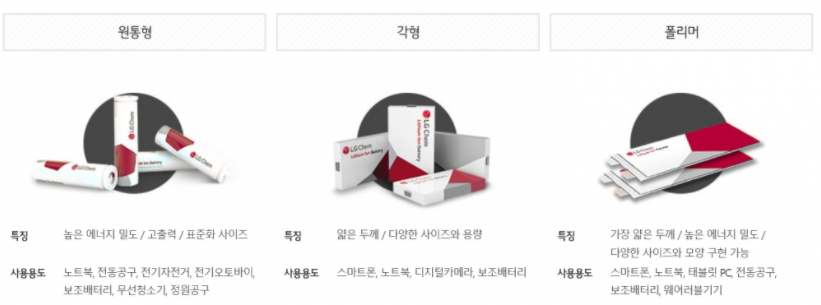 원통형
각형
폴리머
LG Chem
LG Chem
Lithium Ion Battery
LG Chem
Lithium Ion Battery
LG Chem
특징
높은 에너지 밀도 / 고출력 / 표준화 사이즈
사용용도
노트북, 전동공구, 전기자전거, 전기오토바이,
보조배터리, 무선청소기, 정원공구
특징
얇은 두께 / 다양한 사이즈와 용량
사용용도
스마트폰, 노트북, 디지털카메라, 보조배터리
특징
가장 얇은 두께 / 높은 에너지 밀도 /
다양한 사이즈와 모양 구현 가능
사용용도
스마트폰, 노트북, 태블릿 PC, 전동공구,
보조배터리, 웨어러블기기